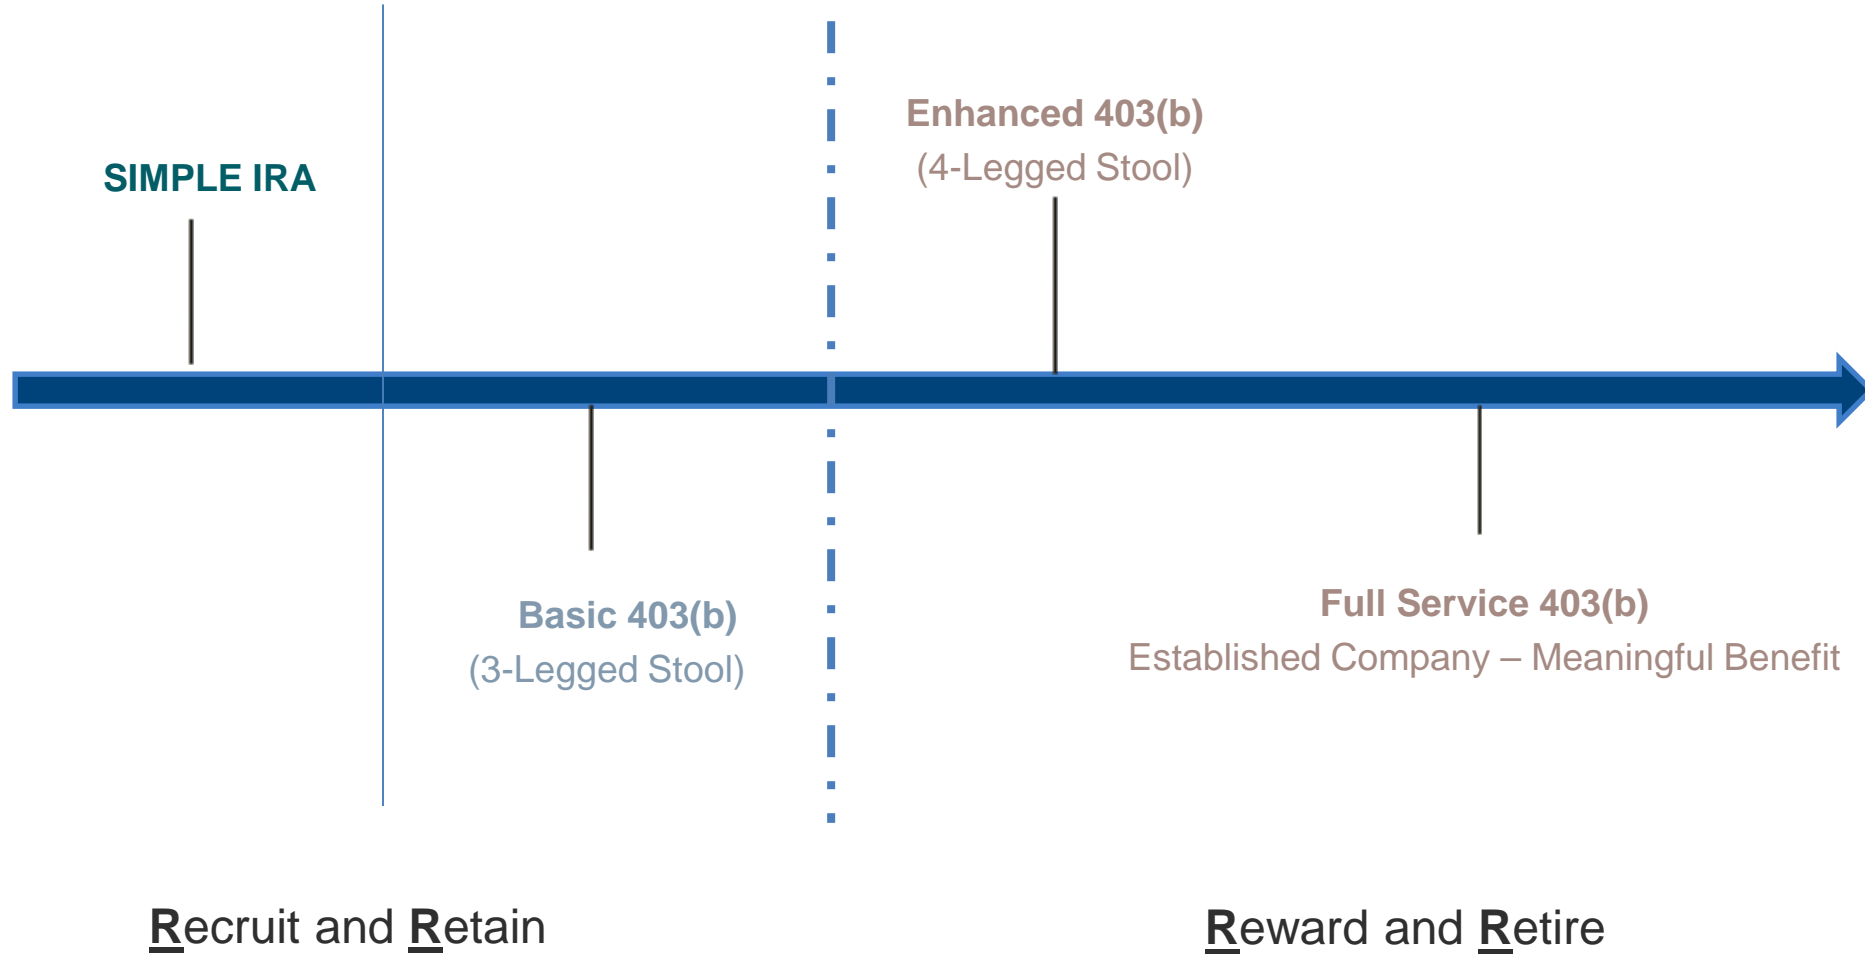 SIMPLE IRA
Enhanced 403(b)
(4-Legged Stool)
Basic 403(b)
(3-Legged Stool)
Full Service 403(b)
Established Company – Meaningful Benefit
Recruit and Retain
Reward and Retire